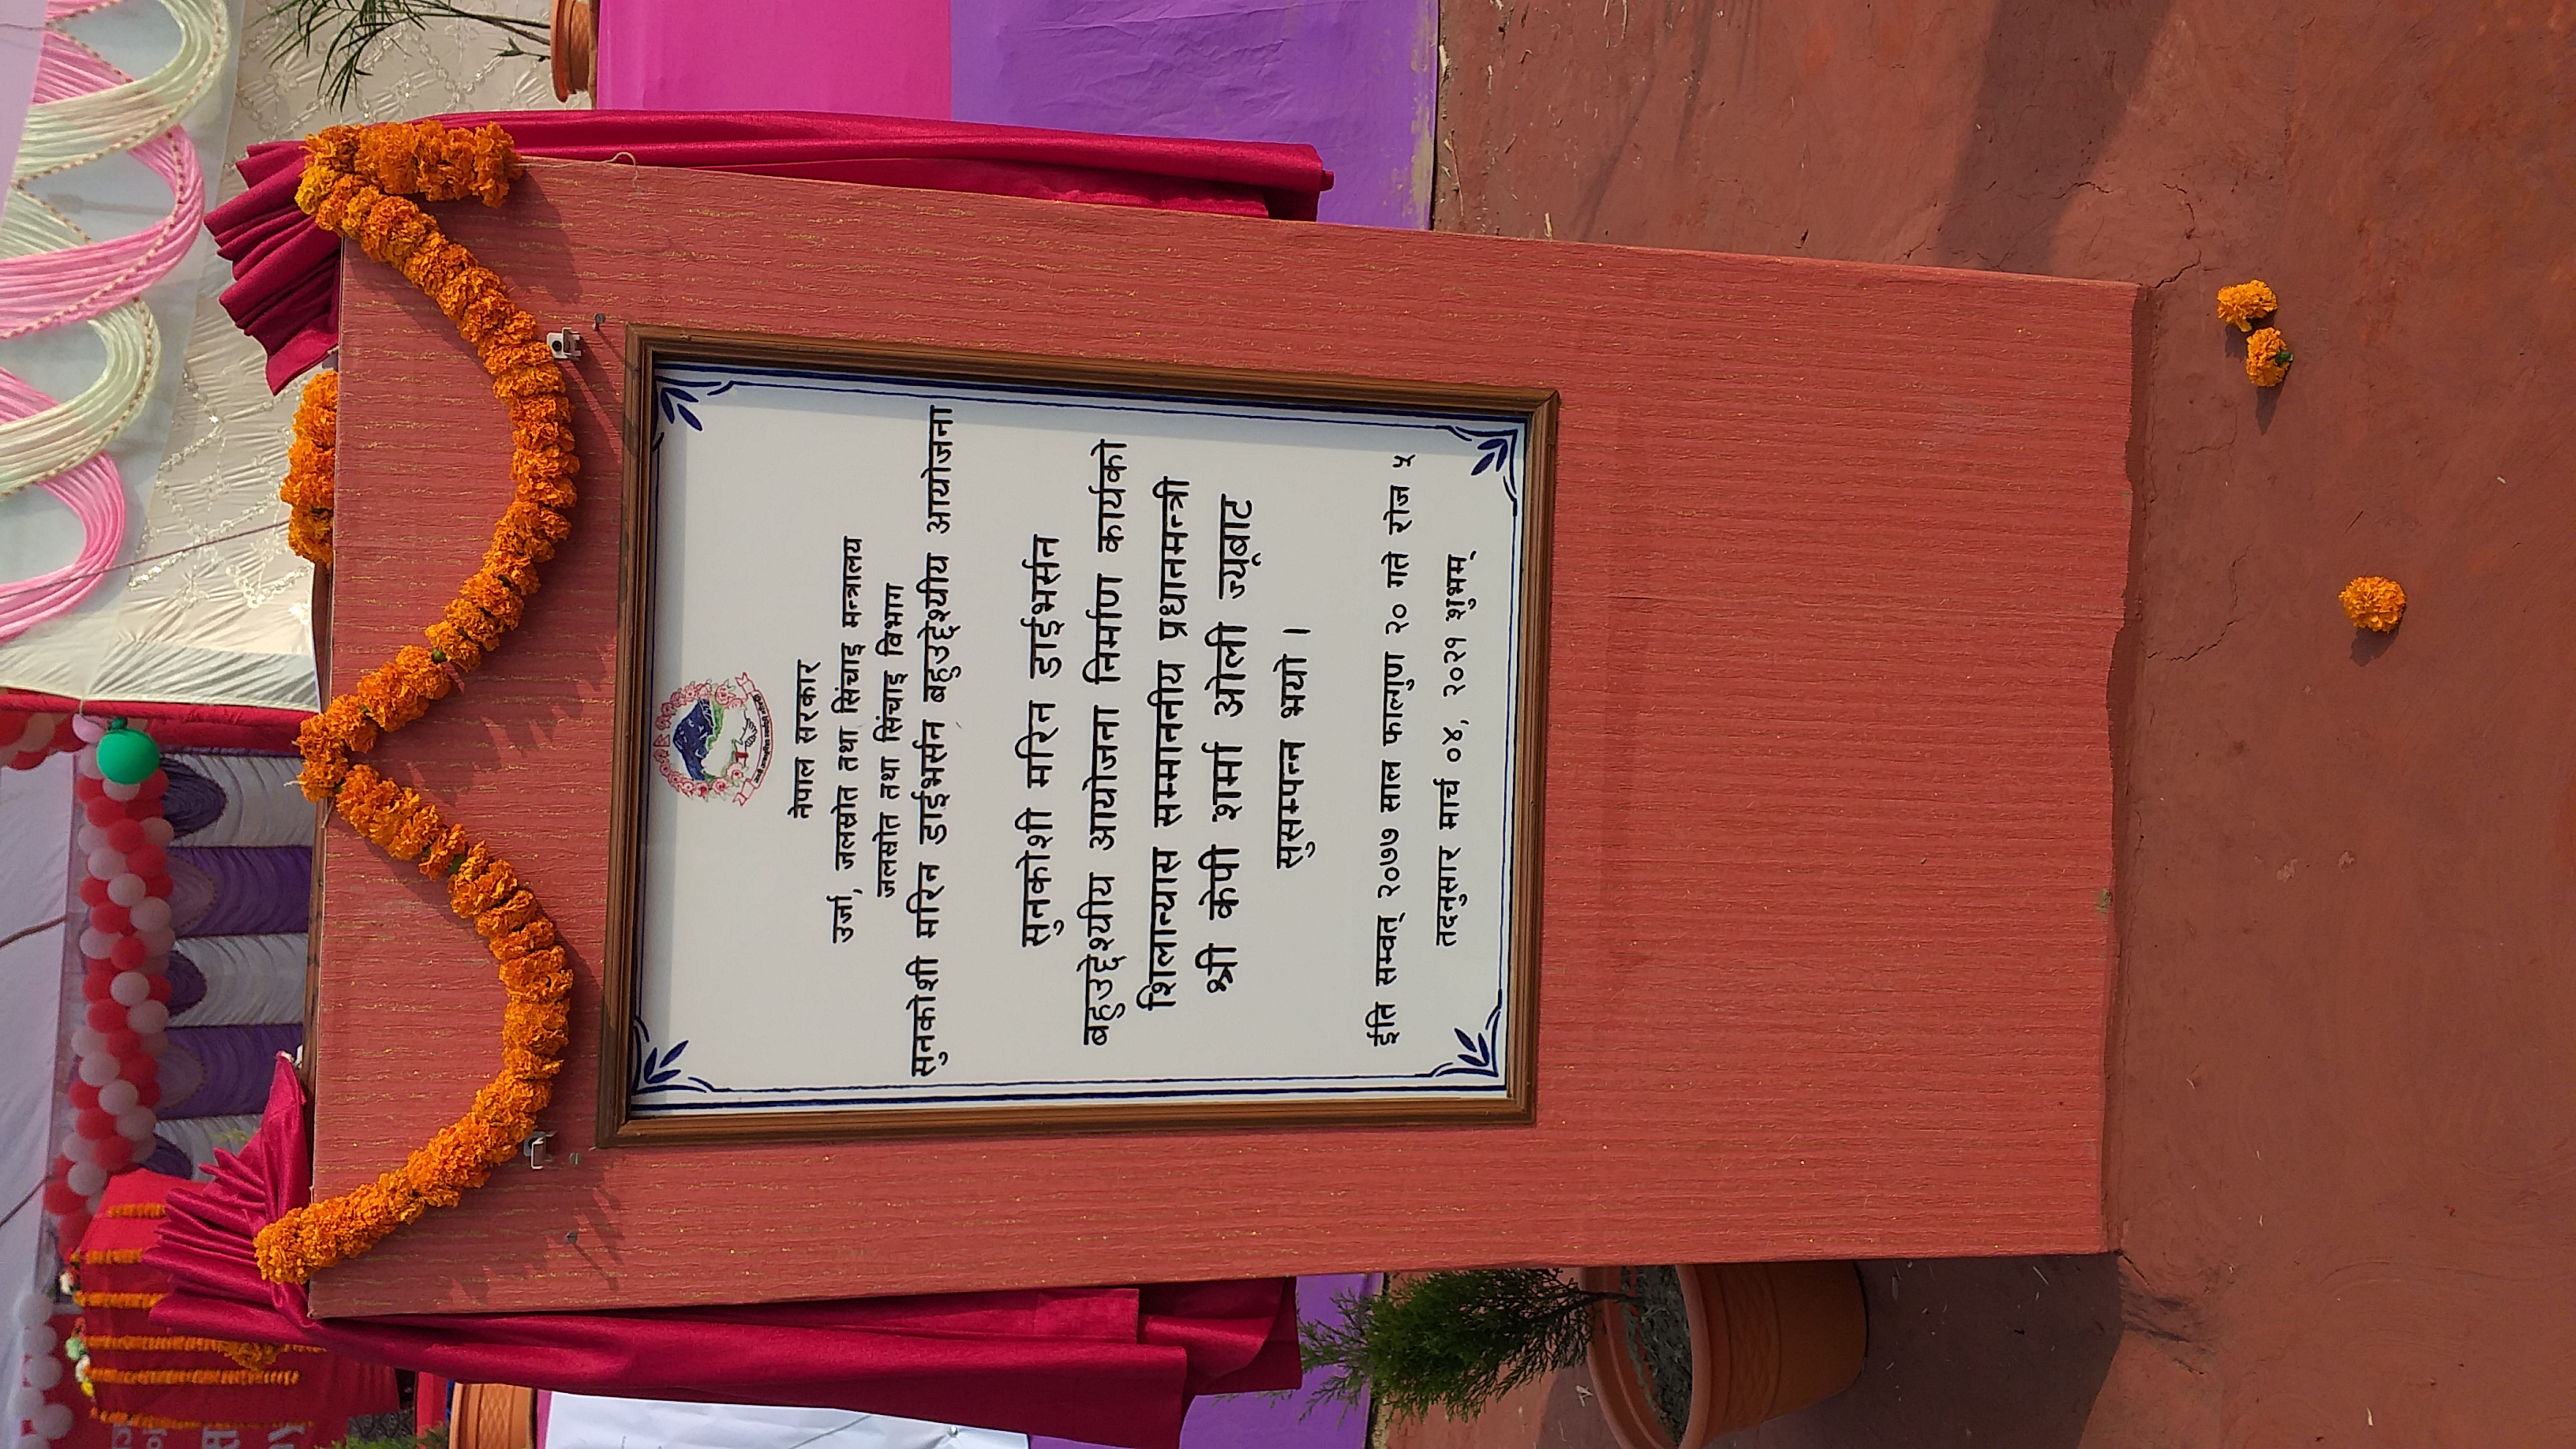 नेपाल सरकार
उर्जा, जलस्रोत तथा सिंचाइ मन्त्रालय
जलस्रोत तथा सिंचाइ विभाग
सुनकोशी मरिन डाईभर्सन बहुउद्देश्यीय आयोजना
सुनकोशी मरिन डाईभर्सन
बहुउद्देश्यीय आयोजना निर्माण कार्यको
शिलान्यास सम्माननीय प्रधानमन्त्री
श्री केपी शर्मा ओली ज्यूबाट
सुसम्पन्न भयो ।
ईति सम्वत् २०७७ साल फाल्गुण २० गते रोज ५
तदनुसार मार्च ०४, २०२१ शुभम्